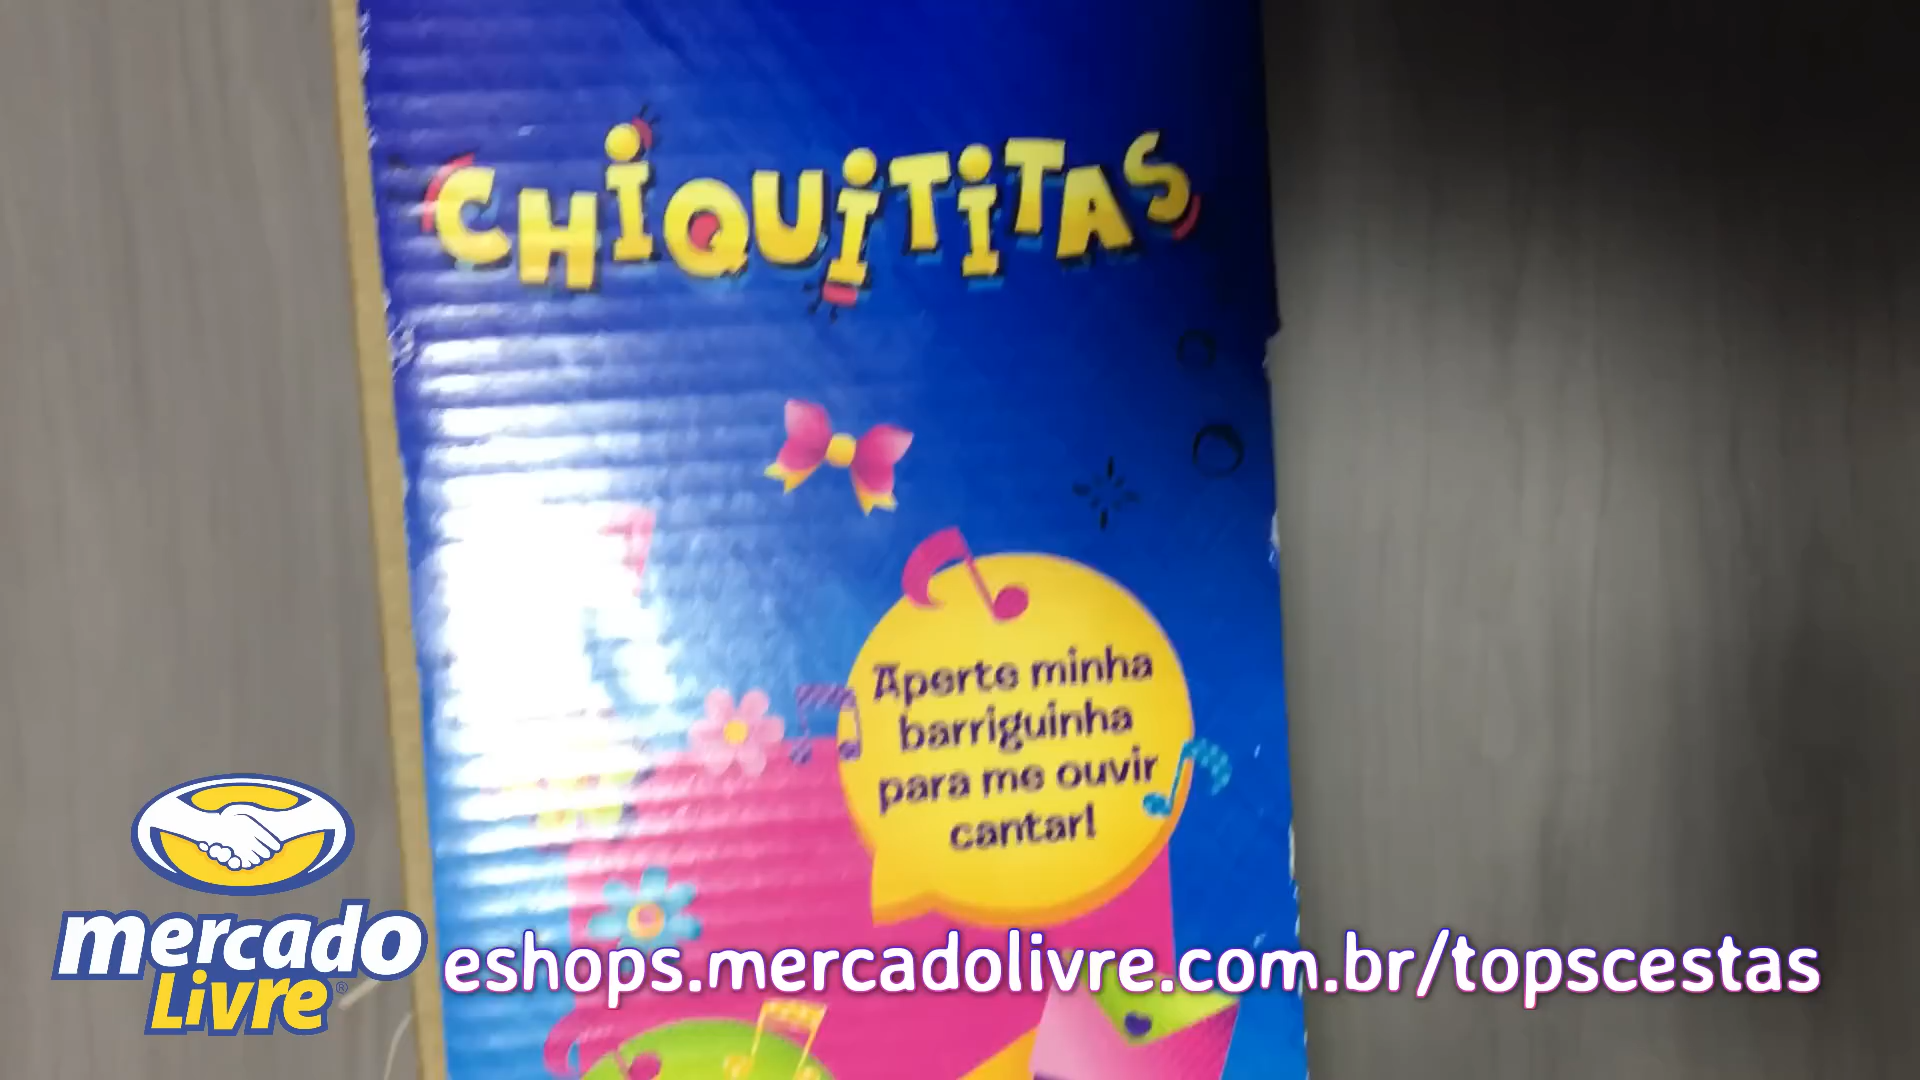 CHIQUITITAS
Aperte minha
barriguinha
para me ouvir
cantar!
mercado
Livre®
eshops.mercadolivre.com.br/topscestas